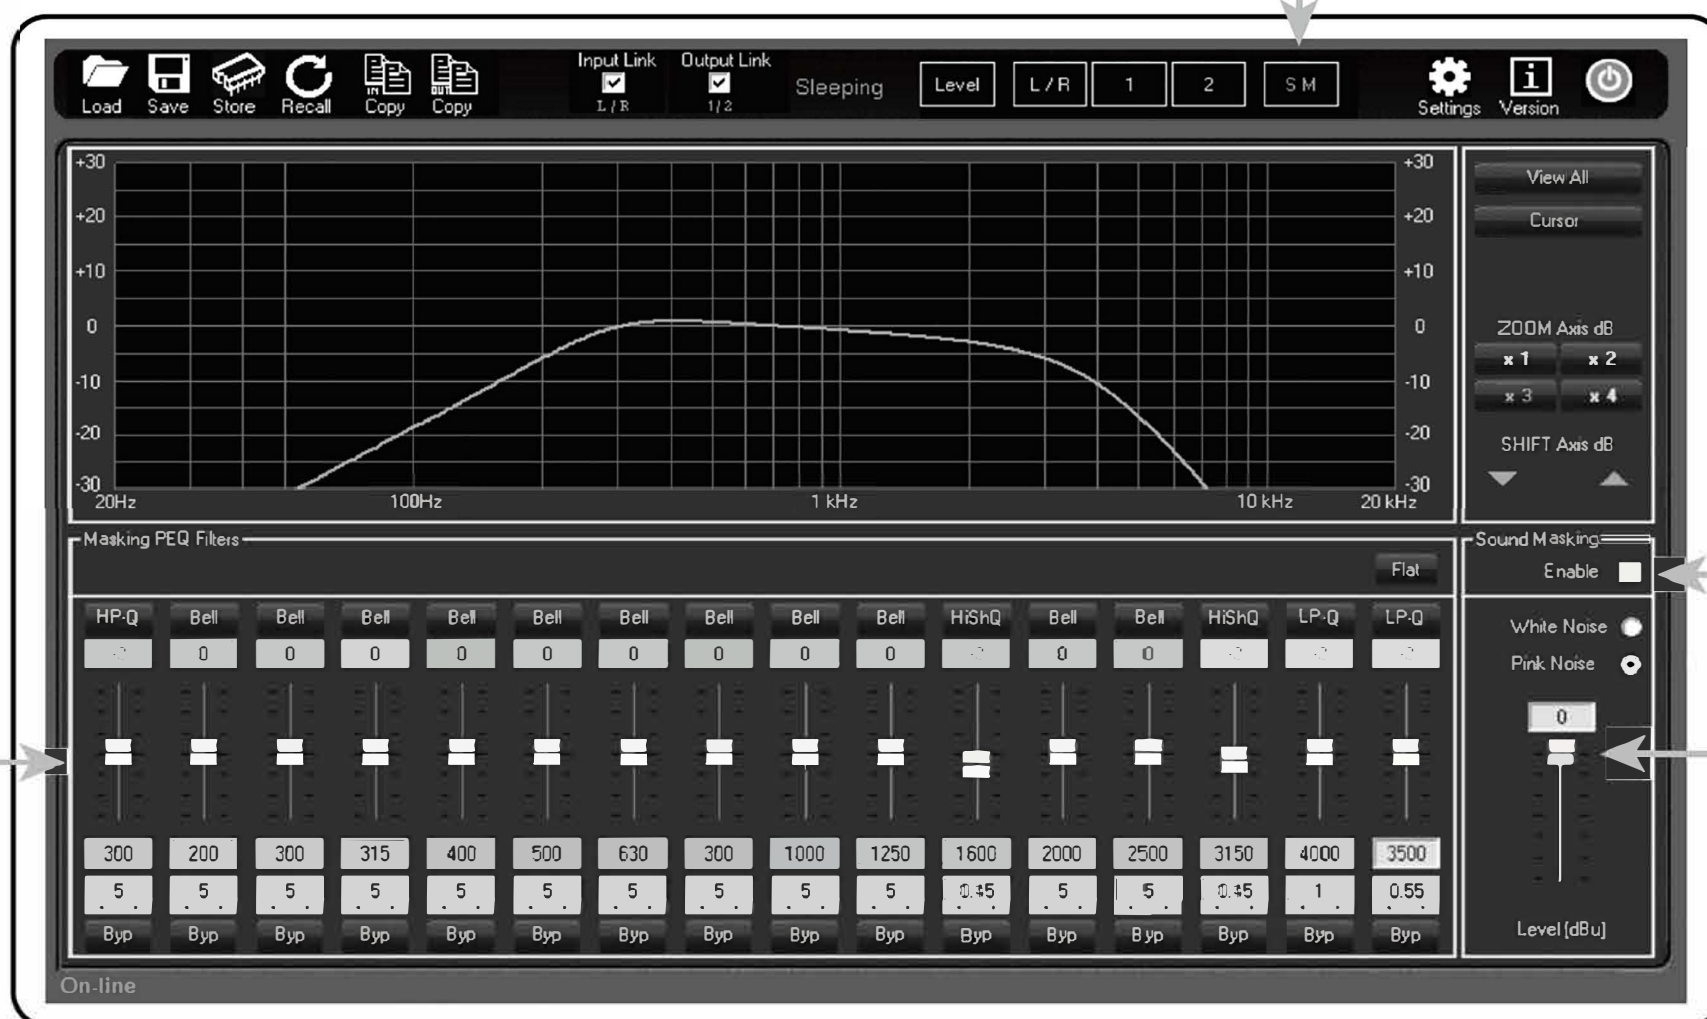 Input Link Output Link
Sleeping Level L / R 1 2 S M
L / R 1 / 2
Load Save Store Recall IN Copy OUT Copy Settings Version
+30 +30
+20 +20
+10 +10
0 0
-10 -10
-20 -20
-30 -30
20Hz 100Hz 1 kHz 10 kHz 20 kHz
View All
Cursor
ZOOM Axis dB
x 1 x 2
x 3 x 4
SHIFT Axis dB
Masking PEQ Filters
Flat
HP-Q Bell Bell Bell Bell Bell Bell Bell Bell Bell HiShQ Bell Bell HiShQ LP-Q LP-Q
0 0 0 0 0 0 0 0 0 0 0
300 200 300 315 400 500 630 300 1000 1250 1600 2000 2500 3150 4000 3500
5 5 5 5 5 5 5 5 5 5 5 5 1 0.55
Byp Byp Byp Byp Byp Byp Byp Byp Byp Byp Byp Byp Byp Byp Byp Byp
Sound Masking
Enable
White Noise
Pink Noise
0
Level [dBu]
On-line